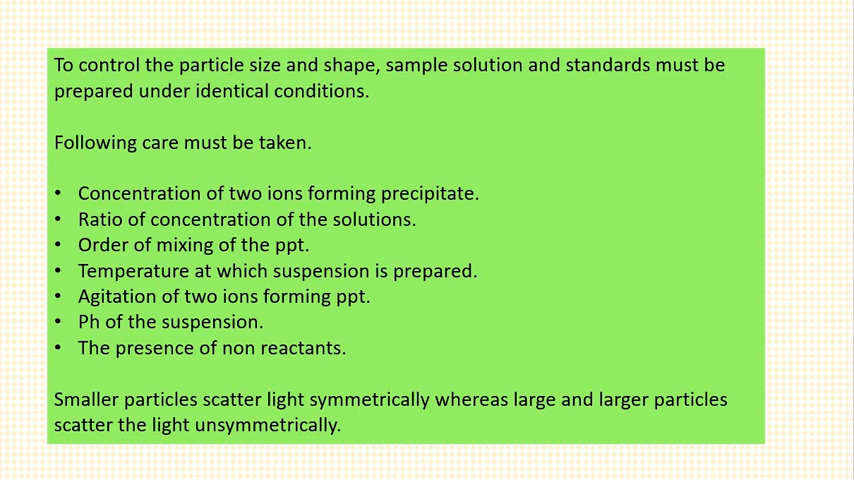 To control the particle size and shape, sample solution and standards must be
prepared under identical conditions.
Following care must be taken.
• Concentration of two ions forming precipitate.
• Ratio of concentration of the solutions.
• Order of mixing of the ppt.
• Temperature at which suspension is prepared.
• Agitation of two ions forming ppt.
• Ph of the suspension.
• The presence of non reactants.
Smaller particles scatter light symmetrically whereas large and larger particles
scatter the light unsymmetrically.